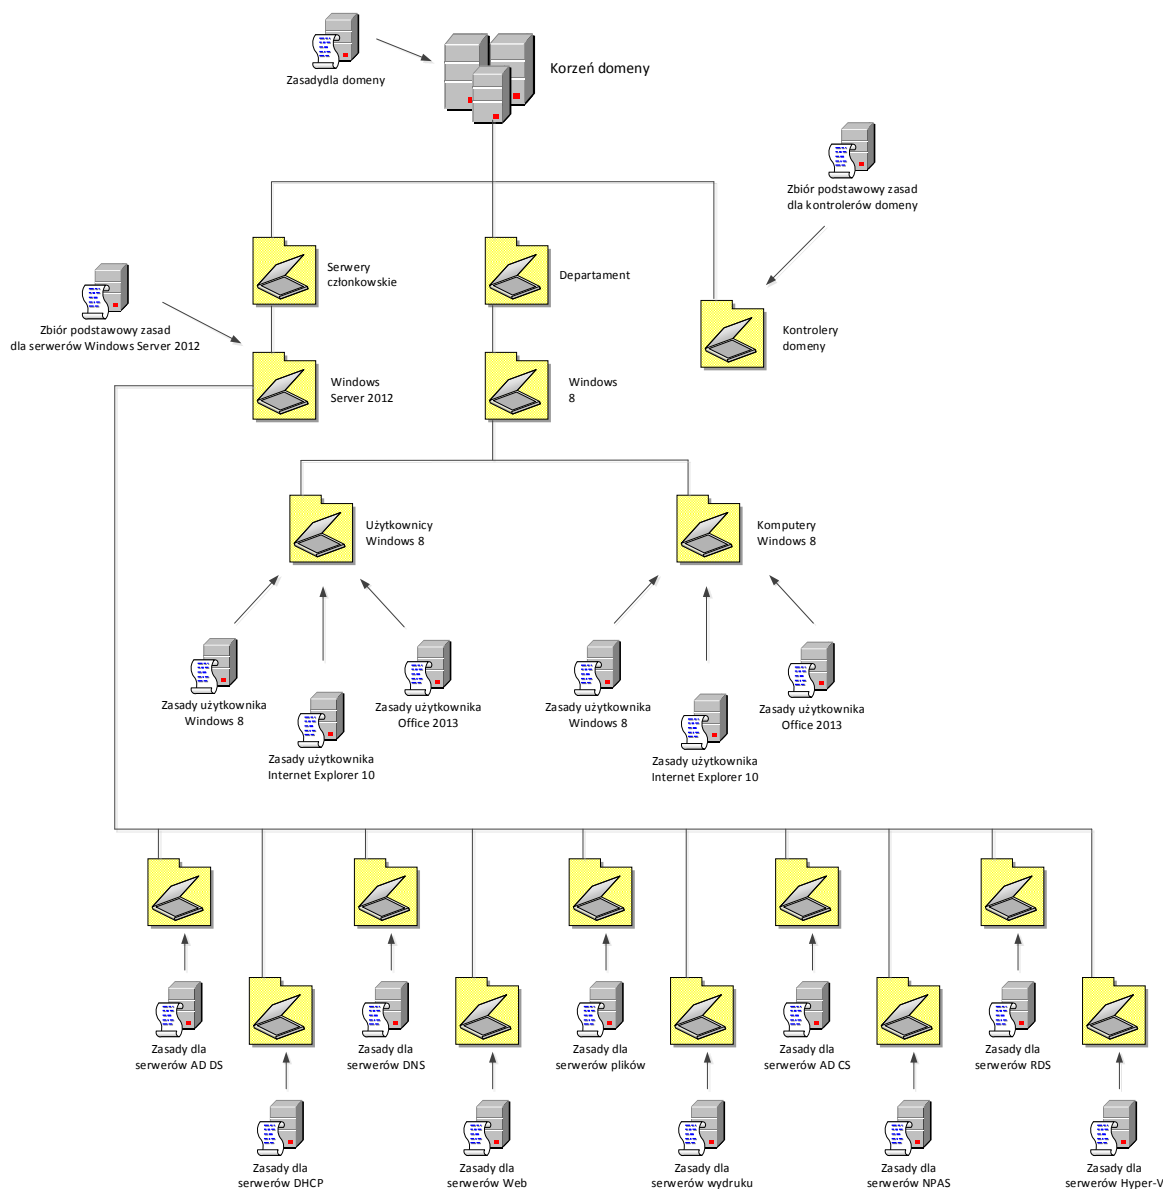 Zasadydla domeny
Korzeń domeny
Zbiór podstawowy zasad
dla kontrolerów domeny
Serwery
członkowskie
Departament
Zbiór podstawowy zasad
dla serwerów Windows Server 2012
Kontrolery
domeny
Windows
Server 2012
Windows
8
Użytkownicy
Windows 8
Komputery
Windows 8
Zasady użytkownika
Windows 8
Zasady użytkownika
Office 2013
Zasady użytkownika
Internet Explorer 10
Zasady użytkownika
Windows 8
Zasady użytkownika
Office 2013
Zasady użytkownika
Internet Explorer 10
Zasady dla
serwerów AD DS
Zasady dla
serwerów DNS
Zasady dla
serwerów plików
Zasady dla
serwerów AD CS
Zasady dla
serwerów RDS
Zasady dla
serwerów DHCP
Zasady dla
serwerów Web
Zasady dla
serwerów wydruku
Zasady dla
serwerów NPAS
Zasady dla
serwerów Hyper-V